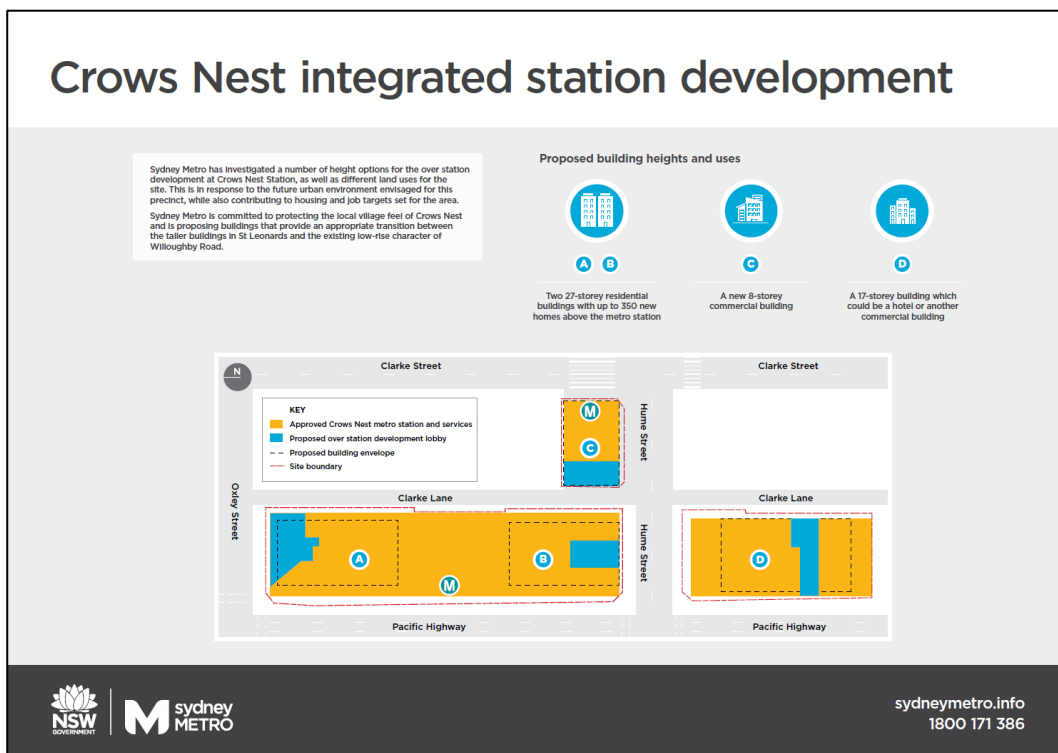 Crows Nest integrated station development
Sydney Metro has investigated a number of height options for the over station
development at Crows Nest Station, as well as different land uses for the
site. This is in response to the future urban environment envisaged for this
precinct, while also contributing to housing and job targets set for the area.
Sydney Metro is committed to protecting the local village feel of Crows Nest
and is proposing buildings that provide an appropriate transition between
the taller buildings in St Leonards and the existing low-rise character of
Willoughby Road.
Proposed building heights and uses
A B
Two 27-storey residential
buildings with up to 350 new
homes above the metro station
C
A new 8-storey
commercial building
D
A 17-storey building which
could be a hotel or another
commercial building
N
Clarke Street
Clarke Street
KEY
Approved Crows Nest metro station and services
Proposed over station development lobby
Proposed building envelope
Site boundary
M
C
Hume Street
Oxley Street
Clarke Lane
Clarke Lane
A
B
M
Hume Street
D
Pacific Highway
Pacific Highway
NSW
GOVERNMENT
M sydney
METRO
sydneymetro.info
1800 171 386